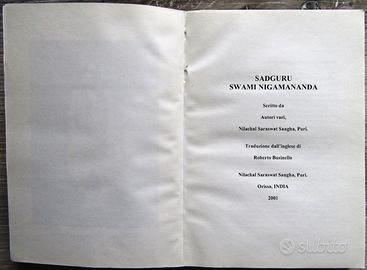 SADGURU
SWAMI NIGAMANANDA
Scritto da
Autori vari,
Nilachal Saraswat Sangha, Puri.
Traduzione dall'inglese di
Roberto Businello
Nilachal Saraswat Sangha, Puri.
Orissa, INDIA
2001
subito